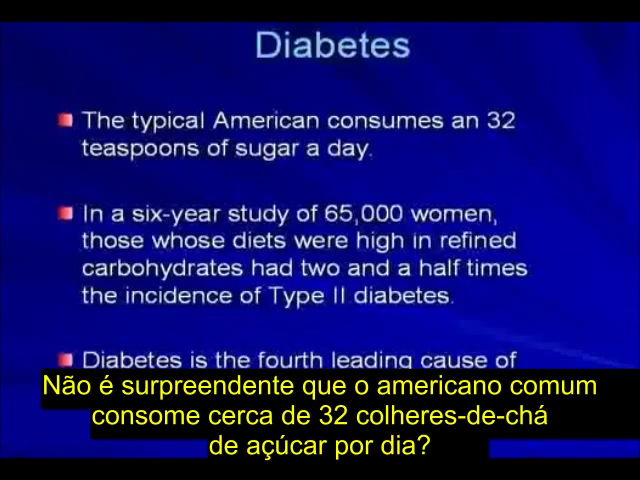 Diabetes
The typical American consumes an 32
teaspoons of sugar a day.
In a six-year study of 65,000 women,
those whose diets were high in refined
carbohydrates had two and a half times
the incidence of Type II diabetes.
Diabetes is the fourth leading cause of
Não é surpreendente que o americano comum
consome cerca de 32 colheres-de-chá
de açúcar por dia?